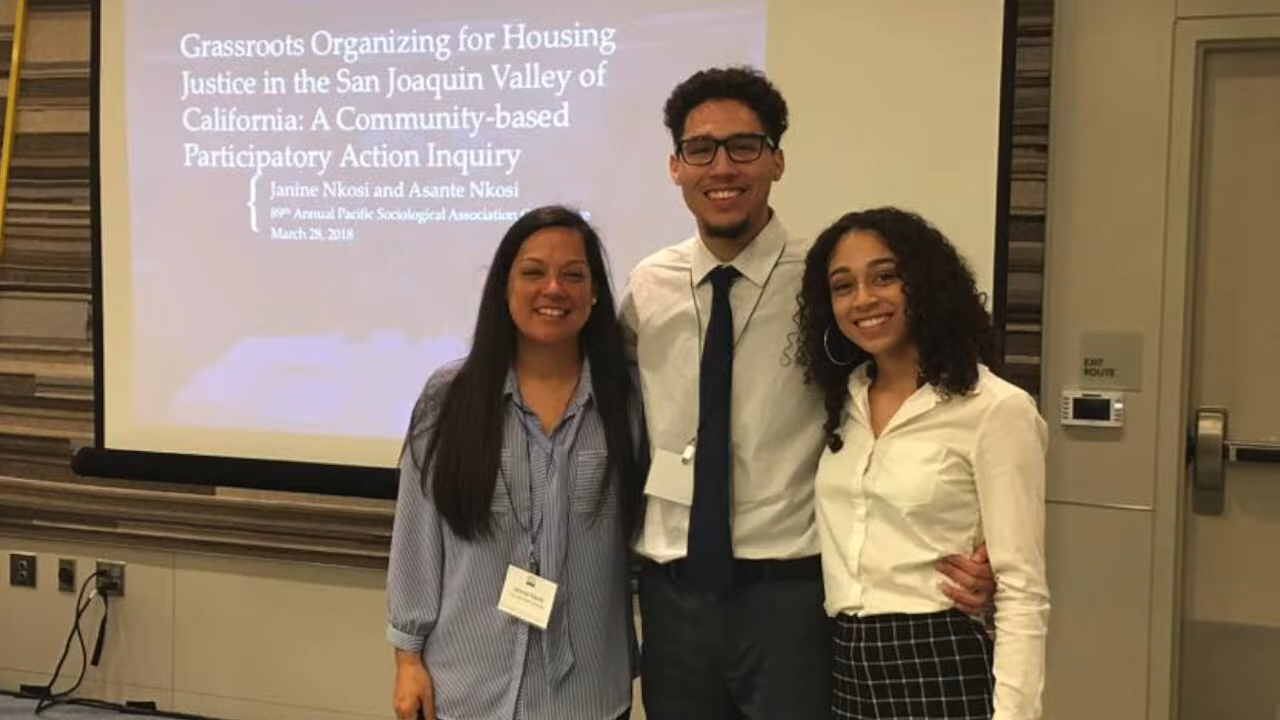 Grassroots Organizing for Housing
Justice in the San Joaquin Valley of
California: A Community-based
Participatory Action Inquiry
Janine Nkosi and Asante Nkosi
89th Annual Pacific Sociological Association
March 28, 2018
EXIT
ROUTE